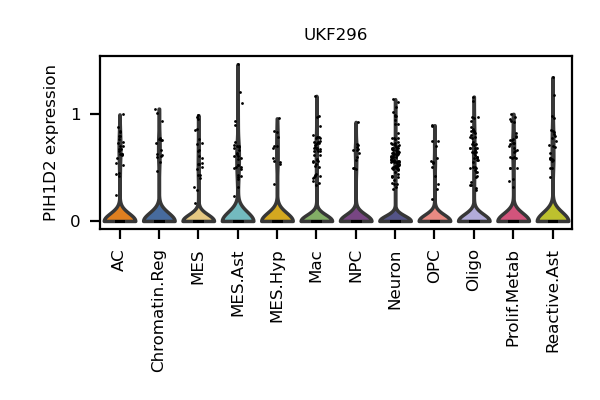 UKF296
PIH1D2 expression
1
0
AC
Chromatin.Reg
MES
MES.Ast
MES.Hyp
Mac
NPC
Neuron
OPC
Oligo
Prolif.Metab
Reactive.Ast